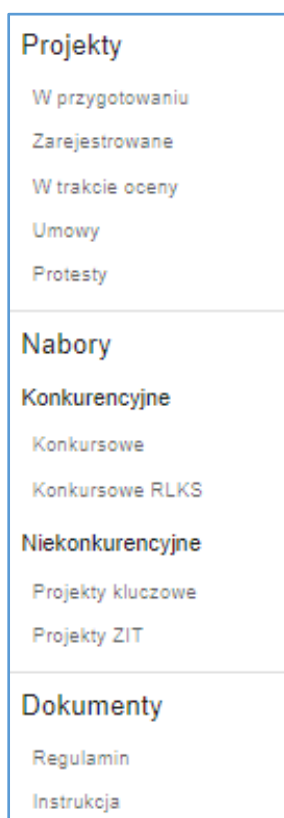 Projekty
W przygotowaniu
Zarejestrowane
W trakcie oceny
Umowy
Protesty
Nabory
Konkurencyjne
Konkursowe
Konkursowe RLKS
Niekonkurencyjne
Projekty kluczowe
Projekty ZIT
Dokumenty
Regulamin
Instrukcja